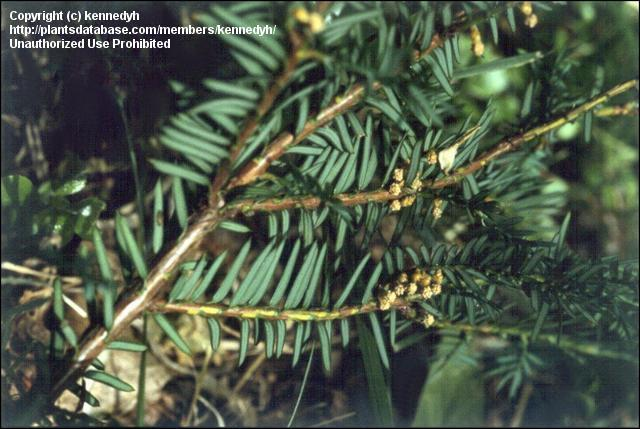 Copyright (c) kennedyh
http://plantsdatabase.com/members/kennedyh/
Unauthorized Use Prohibited